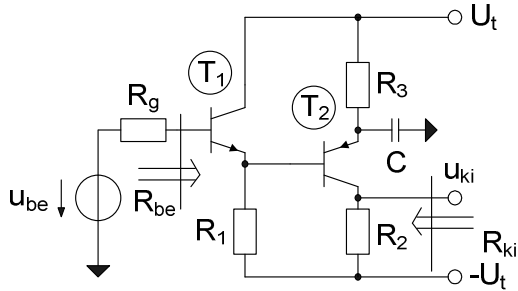 U_t
T_1
R_3
R_g
T_2
C
u_be
R_be
u_ki
R_1
R_2
R_ki
-U_t